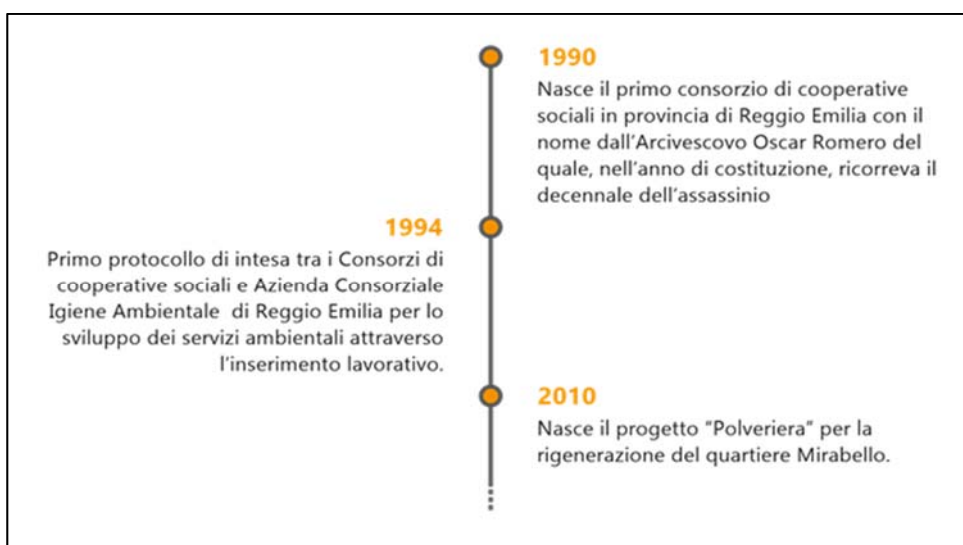 1990
Nasce il primo consorzio di cooperative
sociali in provincia di Reggio Emilia con il
nome dall'Arcivescovo Oscar Romero del
quale, nell'anno di costituzione, ricorreva il
decennale dell'assassinio
1994
Primo protocollo di intesa tra i Consorzi di
cooperative sociali e Azienda Consorziale
Igiene Ambientale di Reggio Emilia per lo
sviluppo dei servizi ambientali attraverso
l'inserimento lavorativo.
2010
Nasce il progetto "Polveriera" per la
rigenerazione del quartiere Mirabello.